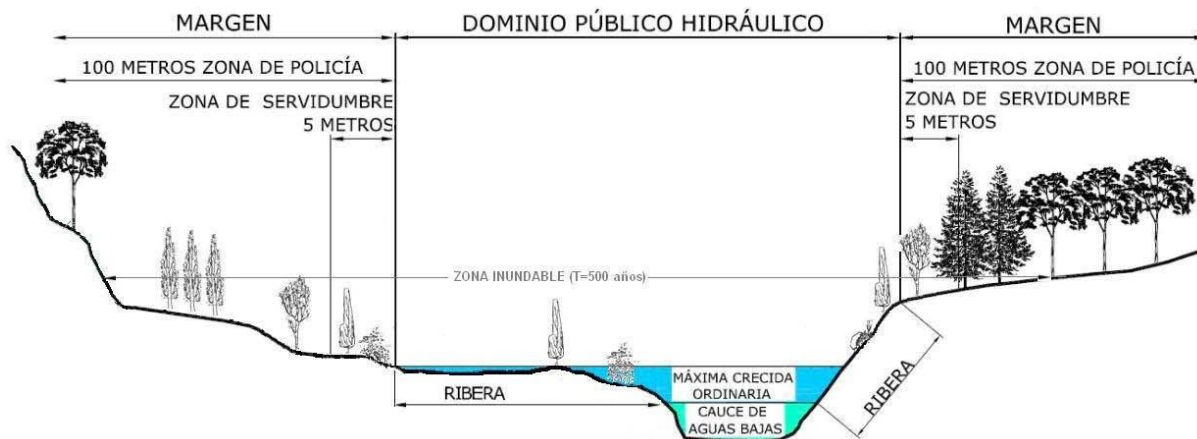 MARGEN
DOMINIO PÚBLICO HIDRÁULICO
MARGEN
100 METROS ZONA DE POLICÍA
100 METROS ZONA DE POLICÍA
ZONA DE SERVIDUMBRE
5 METROS
ZONA DE SERVIDUMBRE
5 METROS
ZONA INUNDABLE (T=500 años)
MÁXIMA CRECIDA
ORDINARIA
RIBERA
CAUCE DE
AGUAS BAJAS
RIBERA